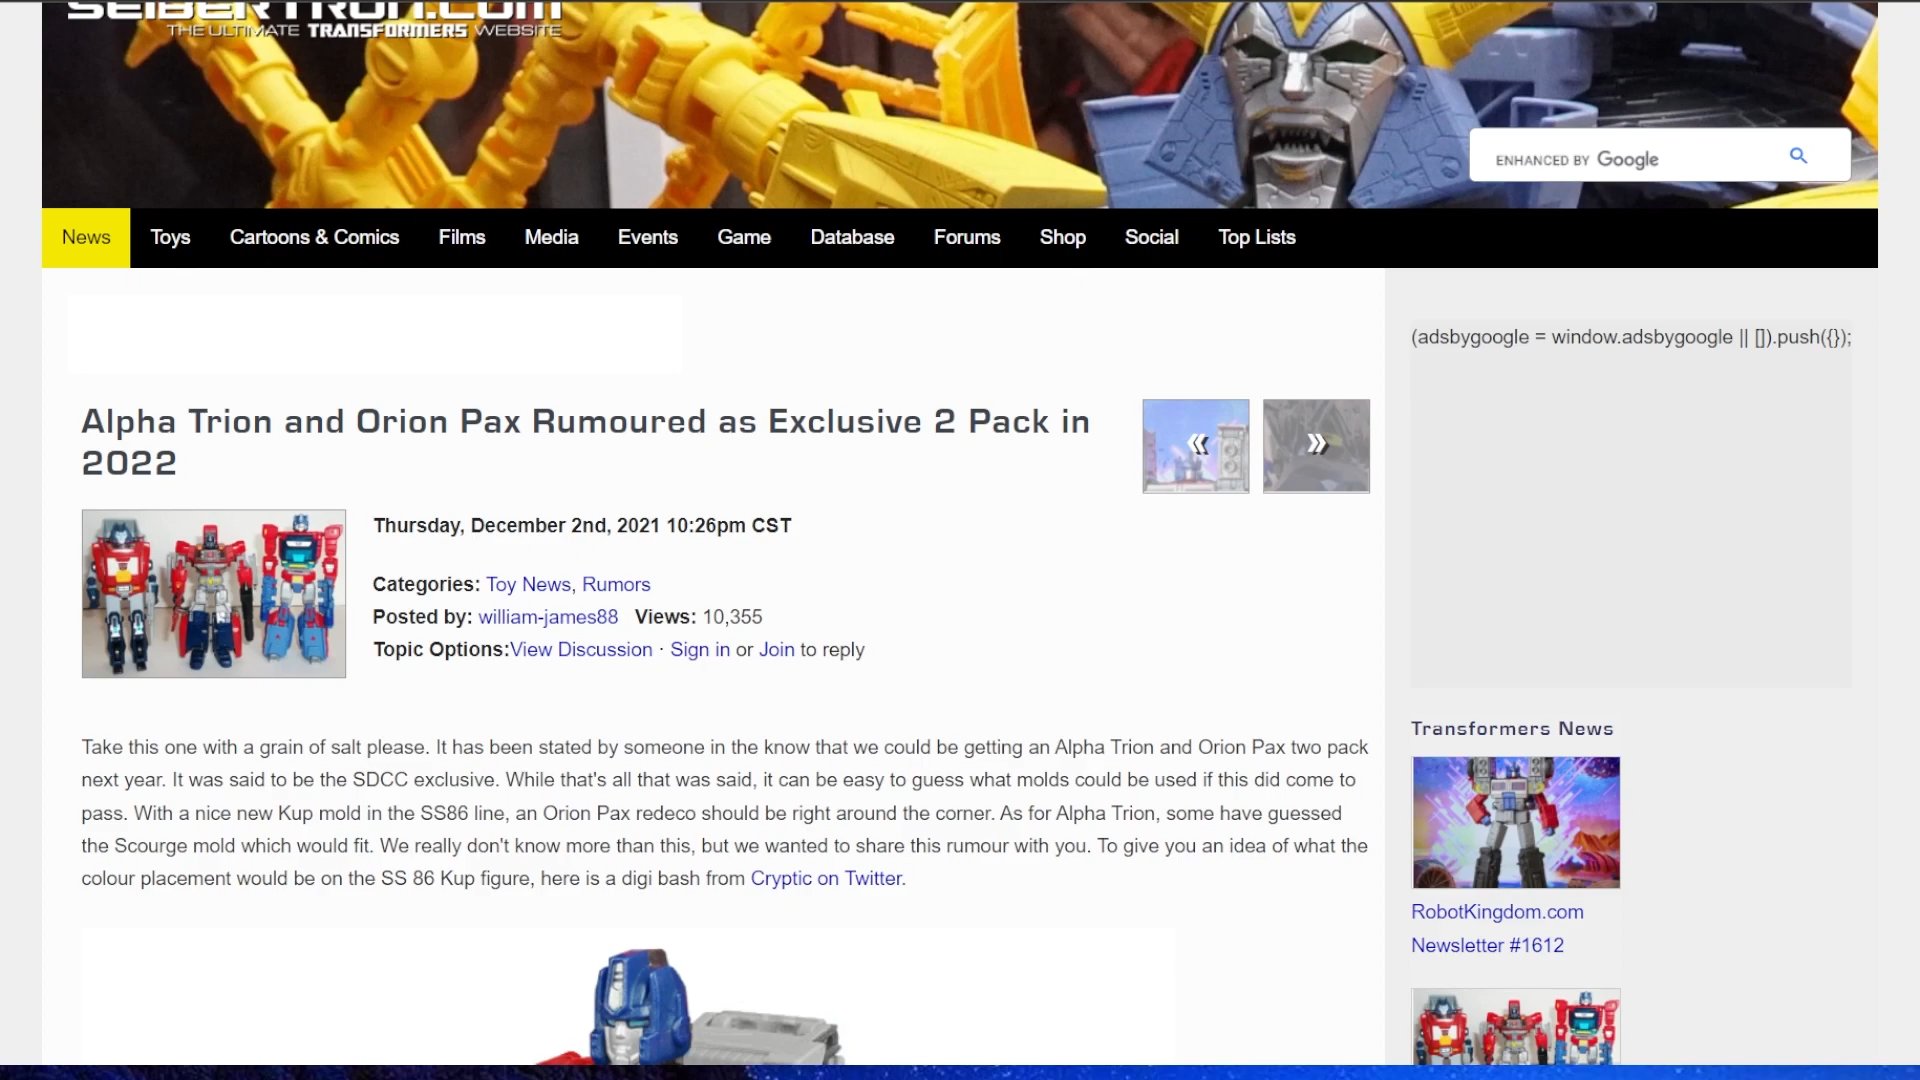 SEIBERTRON.COM
THE ULTIMATE TRANSFORMERS WEBSITE
ENHANCED BY Google
News Toys Cartoons & Comics Films Media Events Game Database Forums Shop Social Top Lists
(adsbygoogle = window.adsbygoogle || []).push({});
Alpha Trion and Orion Pax Rumoured as Exclusive 2 Pack in
2022
Thursday, December 2nd, 2021 10:26pm CST
Categories: Toy News, Rumors
Posted by: william-james88 Views: 10,355
Topic Options:View Discussion · Sign in or Join to reply
Take this one with a grain of salt please. It has been stated by someone in the know that we could be getting an Alpha Trion and Orion Pax two pack
next year. It was said to be the SDCC exclusive. While that's all that was said, it can be easy to guess what molds could be used if this did come to
pass. With a nice new Kup mold in the SS86 line, an Orion Pax redeco should be right around the corner. As for Alpha Trion, some have guessed
the Scourge mold which would fit. We really don't know more than this, but we wanted to share this rumour with you. To give you an idea of what the
colour placement would be on the SS 86 Kup figure, here is a digi bash from Cryptic on Twitter.
Transformers News
RobotKingdom.com
Newsletter #1612